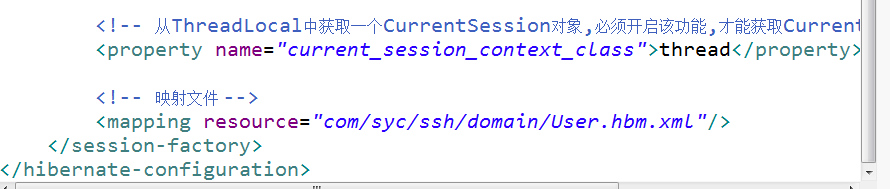 <!-- 从ThreadLocal中获取一个CurrentSession对象,必须开启该功能,才能获取Current
<property name="current_session_context_class">thread</property>
<!-- 映射文件 -->
<mapping resource="com/syc/ssh/domain/User.hbm.xml"/>
</session-factory>
</hibernate-configuration>